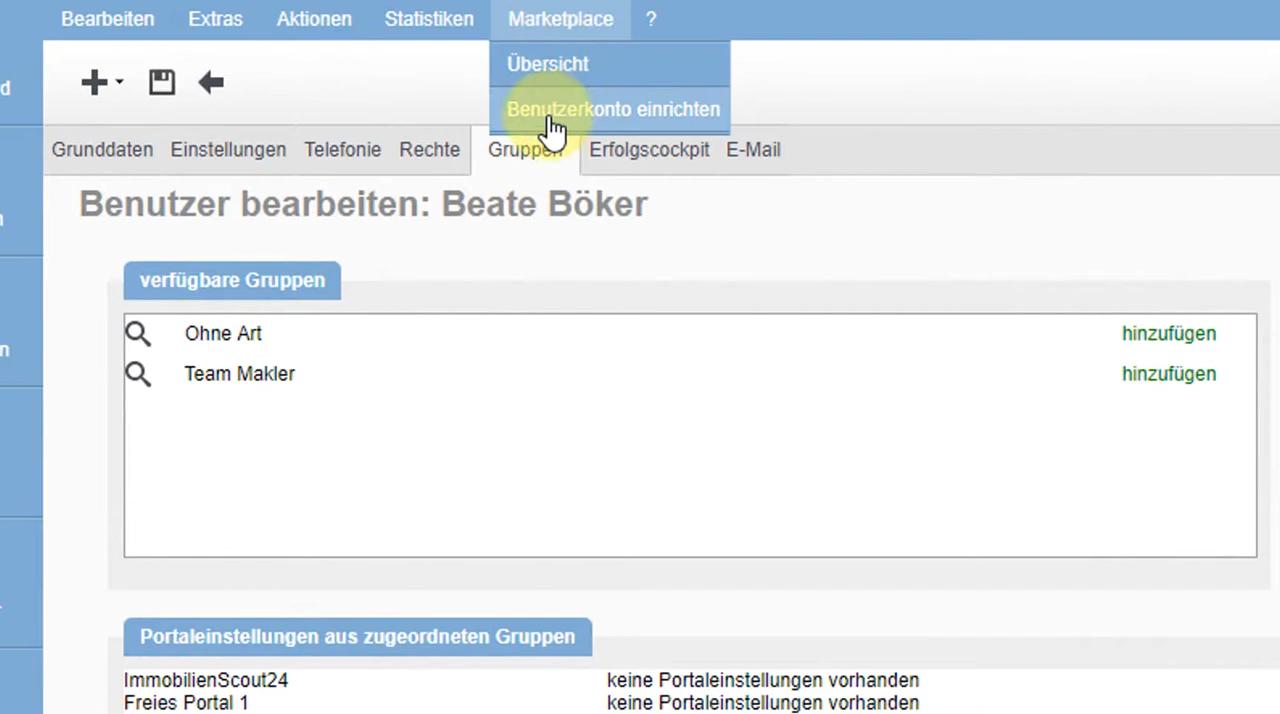 Bearbeiten Extras Aktionen Statistiken Marketplace ?
Übersicht
Benutzerkonto einrichten
Grunddaten Einstellungen Telefonie Rechte Gruppen Erfolgscockpit E-Mail
Benutzer bearbeiten: Beate Böker
verfügbare Gruppen
Ohne Art hinzufügen
Team Makler hinzufügen
Portaleinstellungen aus zugeordneten Gruppen
ImmobilienScout24 keine Portaleinstellungen vorhanden
Freies Portal 1 keine Portaleinstellungen vorhanden